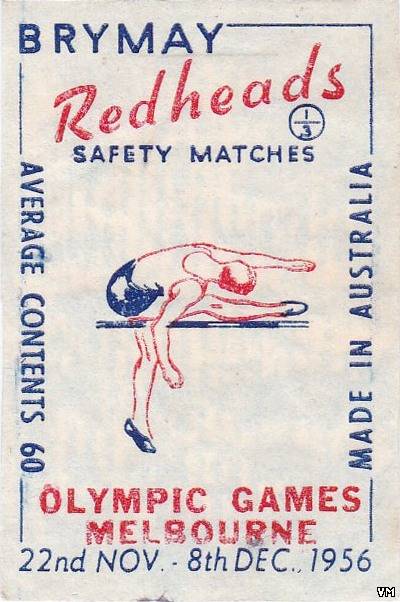 BRYMAY
Redheads
1/3
SAFETY MATCHES
AVERAGE CONTENTS 60
MADE IN AUSTRALIA
OLYMPIC GAMES
MELBOURNE
22nd NOV. - 8th DEC., 1956
VM